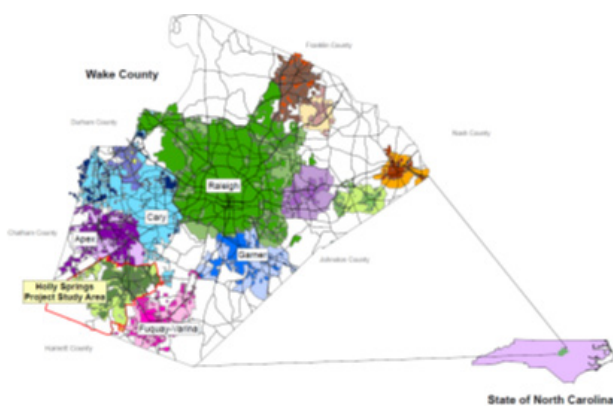 Franklin County
Wake County
Durham County
Nash County
Raleigh
Cary
Chatham County
Apex
Garner
Johnston County
Holly Springs
Project Study Area
Fuquay-Varina
Harnett County
State of North Carolina